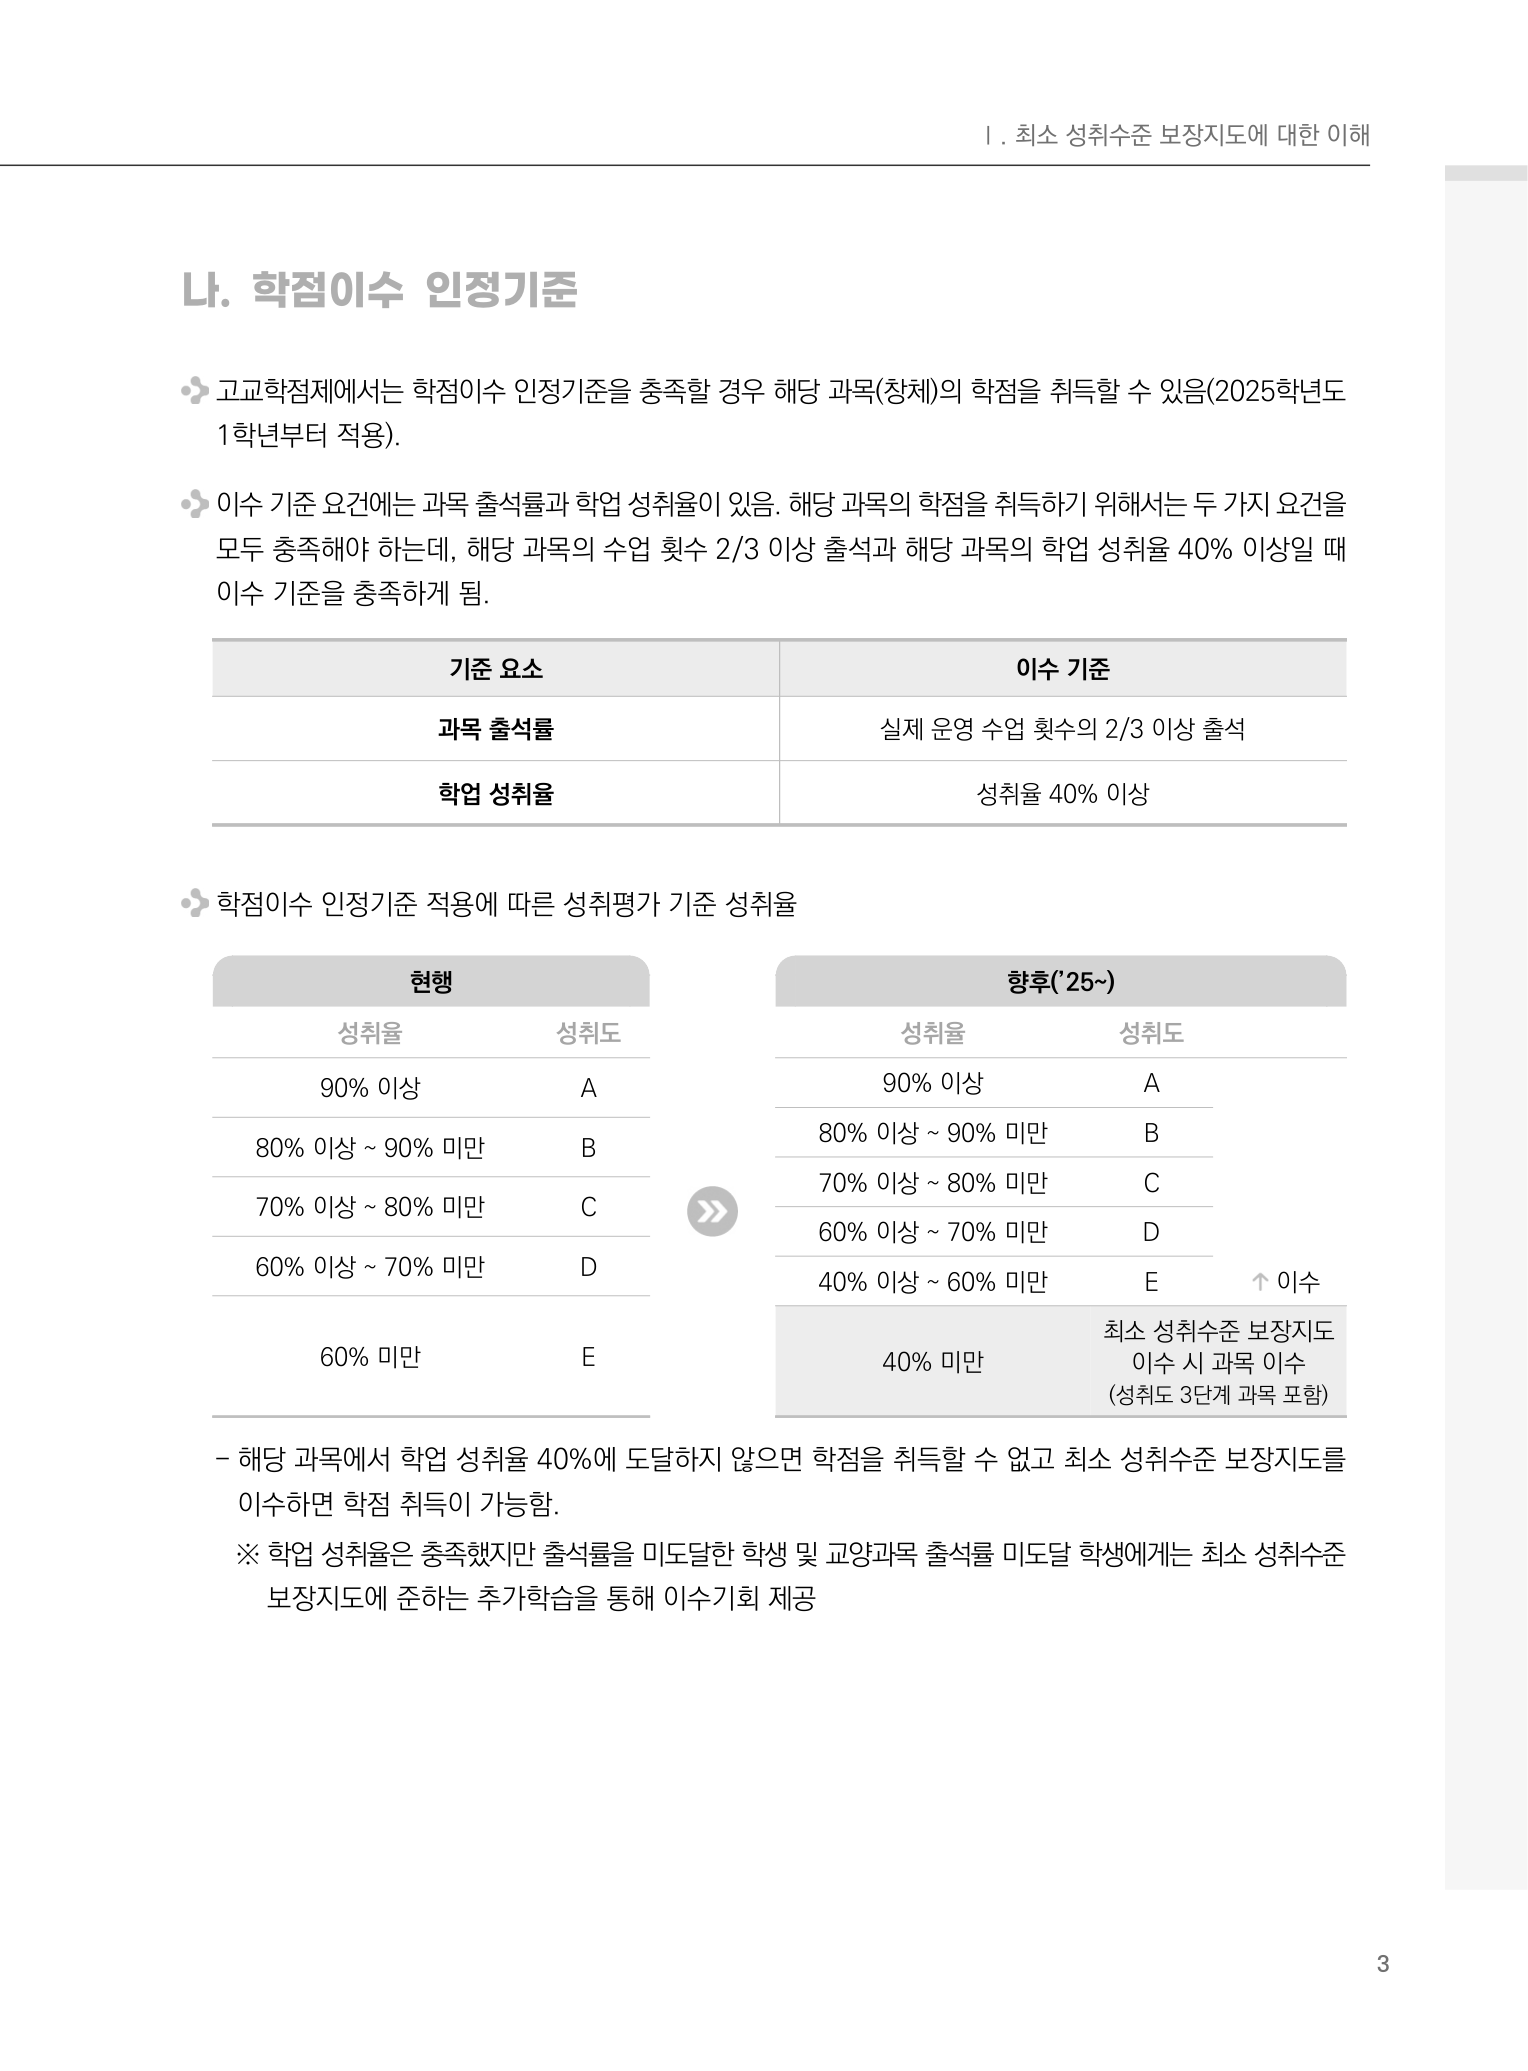 Ⅰ. 최소 성취수준 보장지도에 대한 이해
나. 학점이수 인정기준
고교학점제에서는 학점이수 인정기준을 충족할 경우 해당 과목(창체)의 학점을 취득할 수 있음(2025학년도
1학년부터 적용).
이수 기준 요건에는 과목 출석률과 학업 성취율이 있음. 해당 과목의 학점을 취득하기 위해서는 두 가지 요건을
모두 충족해야 하는데, 해당 과목의 수업 횟수 2/3 이상 출석과 해당 과목의 학업 성취율 40% 이상일 때
이수 기준을 충족하게 됨.
기준 요소 이수 기준
과목 출석률 실제 운영 수업 횟수의 2/3 이상 출석
학업 성취율 성취율 40% 이상
학점이수 인정기준 적용에 따른 성취평가 기준 성취율
현행
성취율 성취도
90% 이상 A
80% 이상 ~ 90% 미만 B
70% 이상 ~ 80% 미만 C
60% 이상 ~ 70% 미만 D
60% 미만 E
향후('25~)
성취율 성취도
90% 이상 A
80% 이상 ~ 90% 미만 B
70% 이상 ~ 80% 미만 C
60% 이상 ~ 70% 미만 D
40% 이상 ~ 60% 미만 E ↑ 이수
40% 미만
최소 성취수준 보장지도
이수 시 과목 이수
(성취도 3단계 과목 포함)
- 해당 과목에서 학업 성취율 40%에 도달하지 않으면 학점을 취득할 수 없고 최소 성취수준 보장지도를
이수하면 학점 취득이 가능함.
※ 학업 성취율은 충족했지만 출석률을 미도달한 학생 및 교양과목 출석률 미도달 학생에게는 최소 성취수준
보장지도에 준하는 추가학습을 통해 이수기회 제공
3